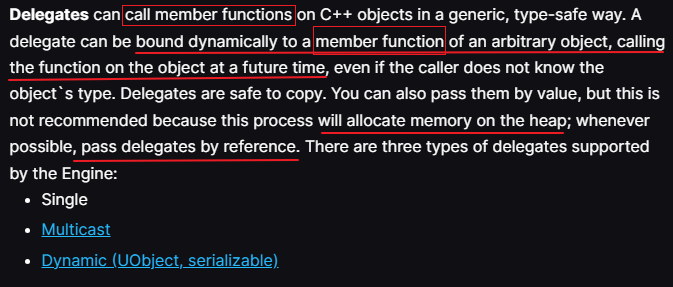 Delegates can call member functions on C++ objects in a generic, type-safe way. A
delegate can be bound dynamically to a member function of an arbitrary object, calling
the function on the object at a future time, even if the caller does not know the
object`s type. Delegates are safe to copy. You can also pass them by value, but this is
not recommended because this process will allocate memory on the heap; whenever
possible, pass delegates by reference. There are three types of delegates supported
by the Engine:
• Single
• Multicast
• Dynamic (UObject, serializable)